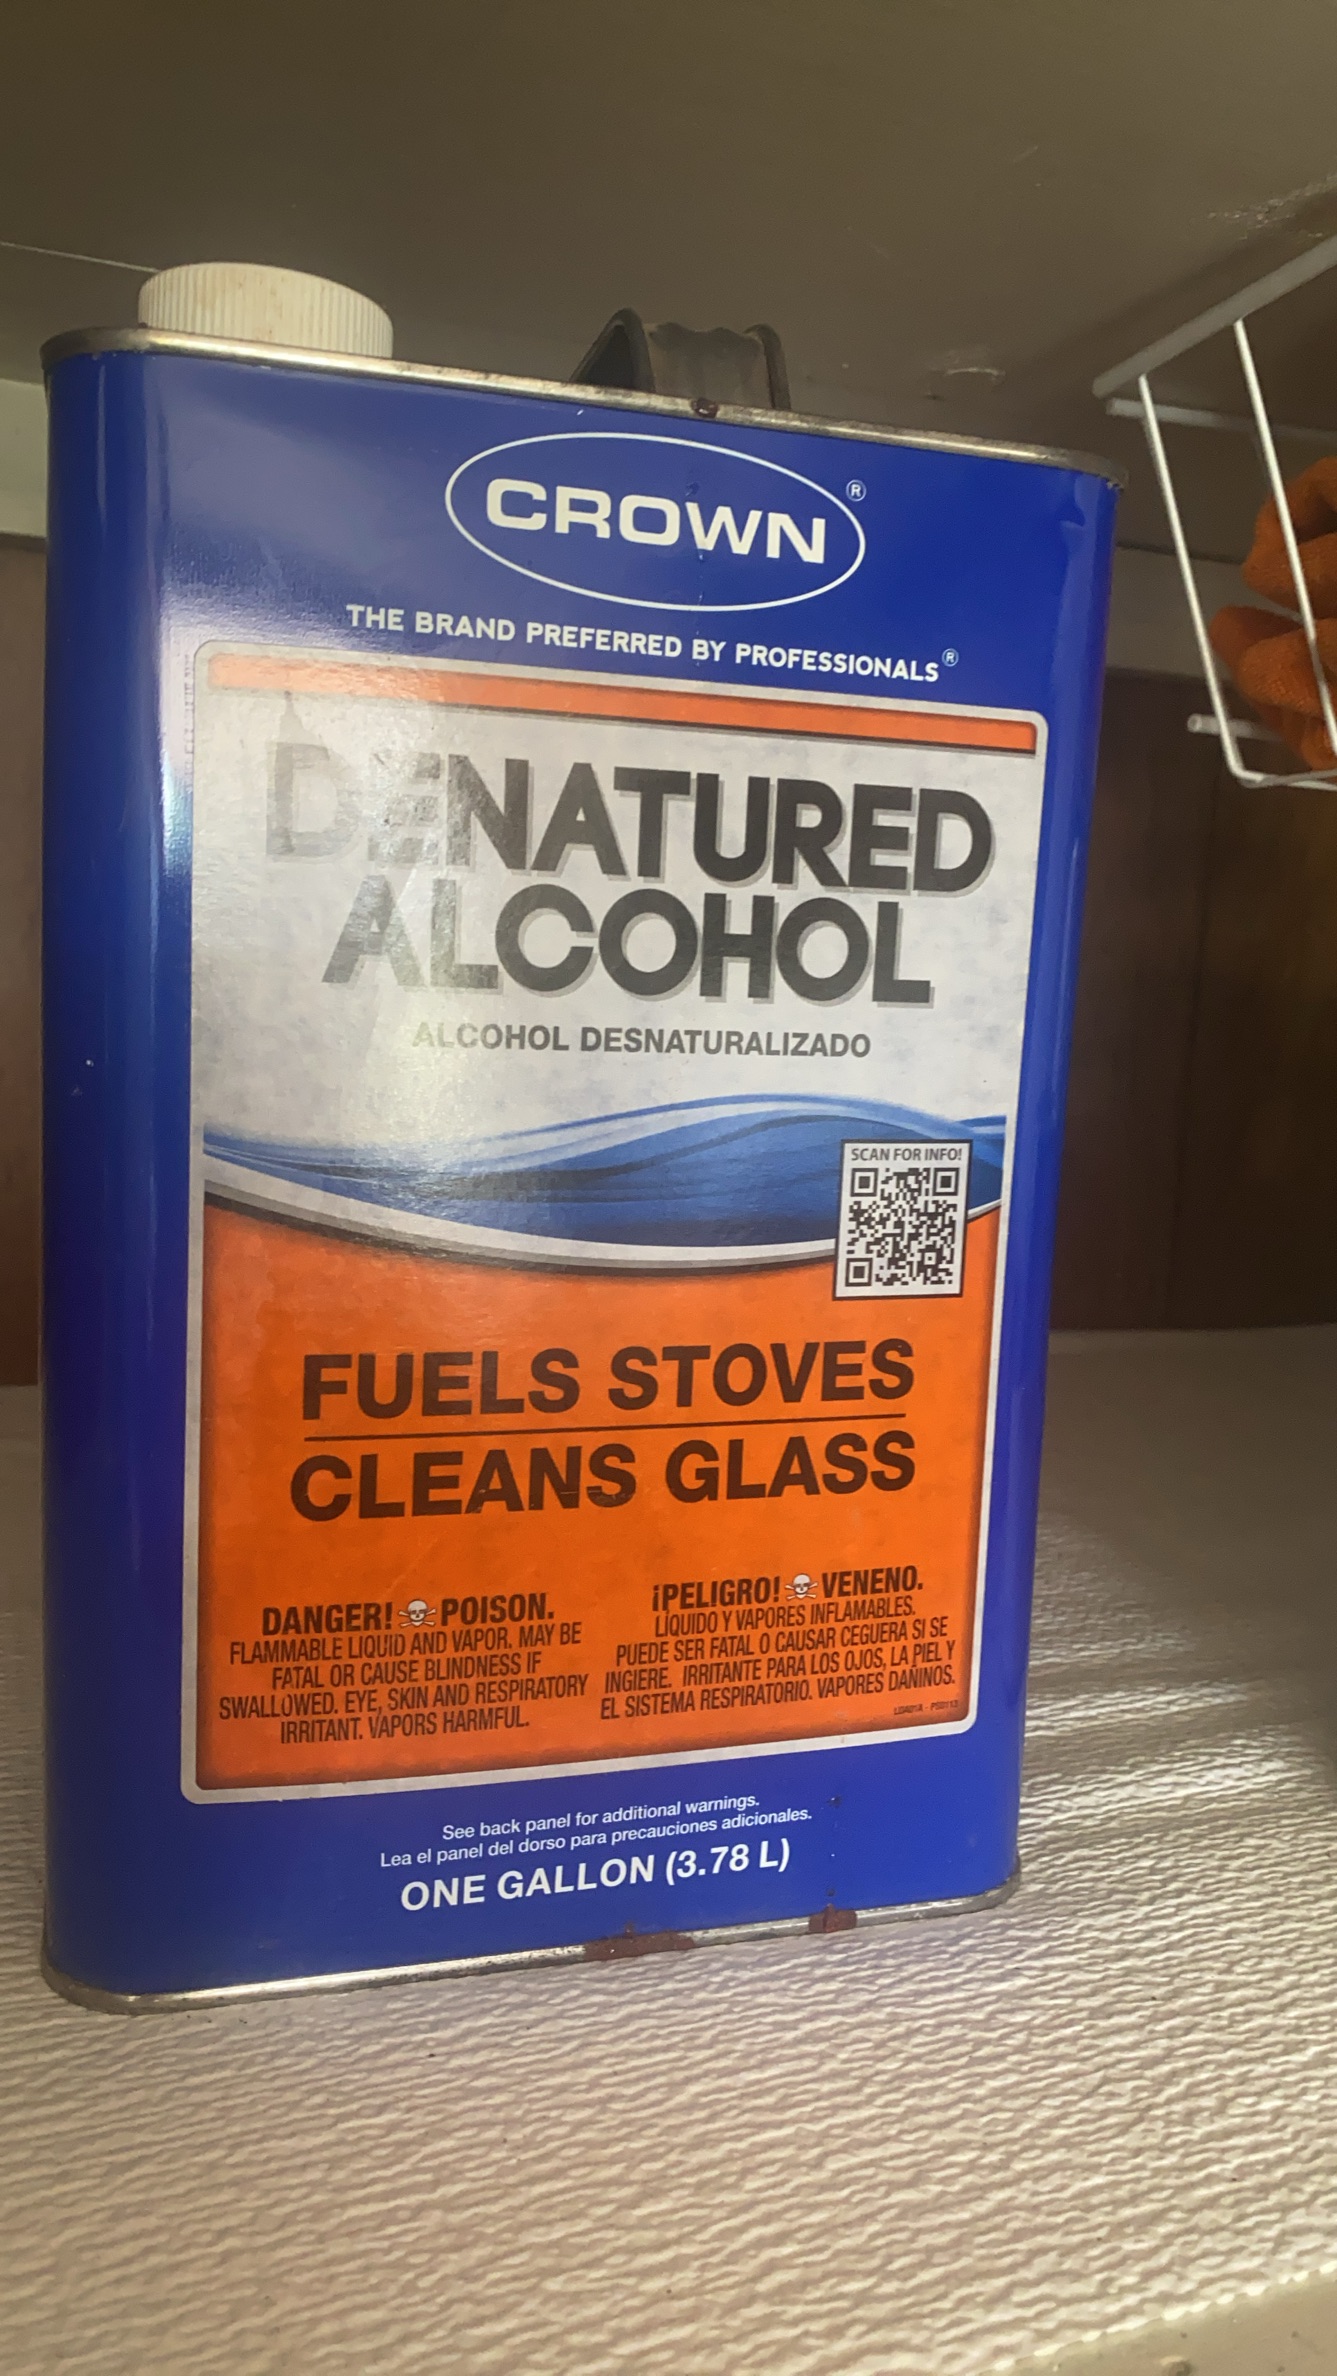 CROWN®
THE BRAND PREFERRED BY PROFESSIONALS®
DENATURED
ALCOHOL
ALCOHOL DESNATURALIZADO
SCAN FOR INFO!
FUELS STOVES
CLEANS GLASS
DANGER! POISON.
FLAMMABLE LIQUID AND VAPOR. MAY BE
FATAL OR CAUSE BLINDNESS IF
SWALLOWED. EYE, SKIN AND RESPIRATORY
IRRITANT. VAPORS HARMFUL.
¡PELIGRO! VENENO.
LÍQUIDO Y VAPORES INFLAMABLES.
PUEDE SER FATAL O CAUSAR CEGUERA SI SE
INGIERE. IRRITANTE PARA LOS OJOS, LA PIEL Y
EL SISTEMA RESPIRATORIO. VAPORES DAÑINOS.
See back panel for additional warnings.
Lea el panel del dorso para precauciones adicionales.
ONE GALLON (3.78 L)